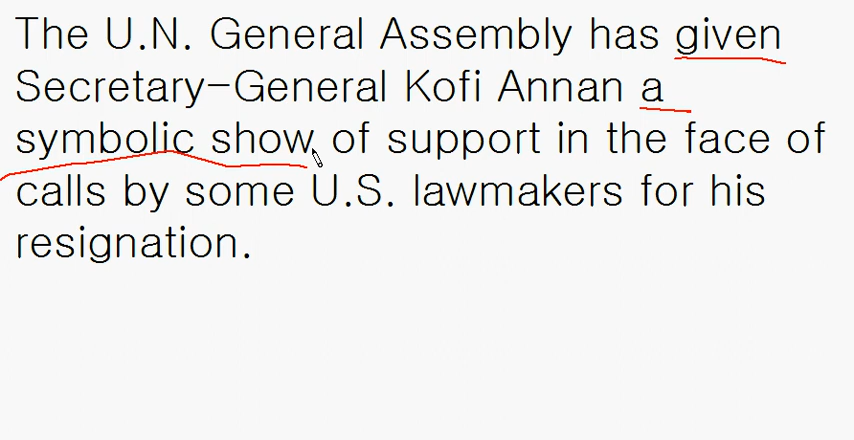 The U.N. General Assembly has given
Secretary-General Kofi Annan a
symbolic show of support in the face of
calls by some U.S. lawmakers for his
resignation.